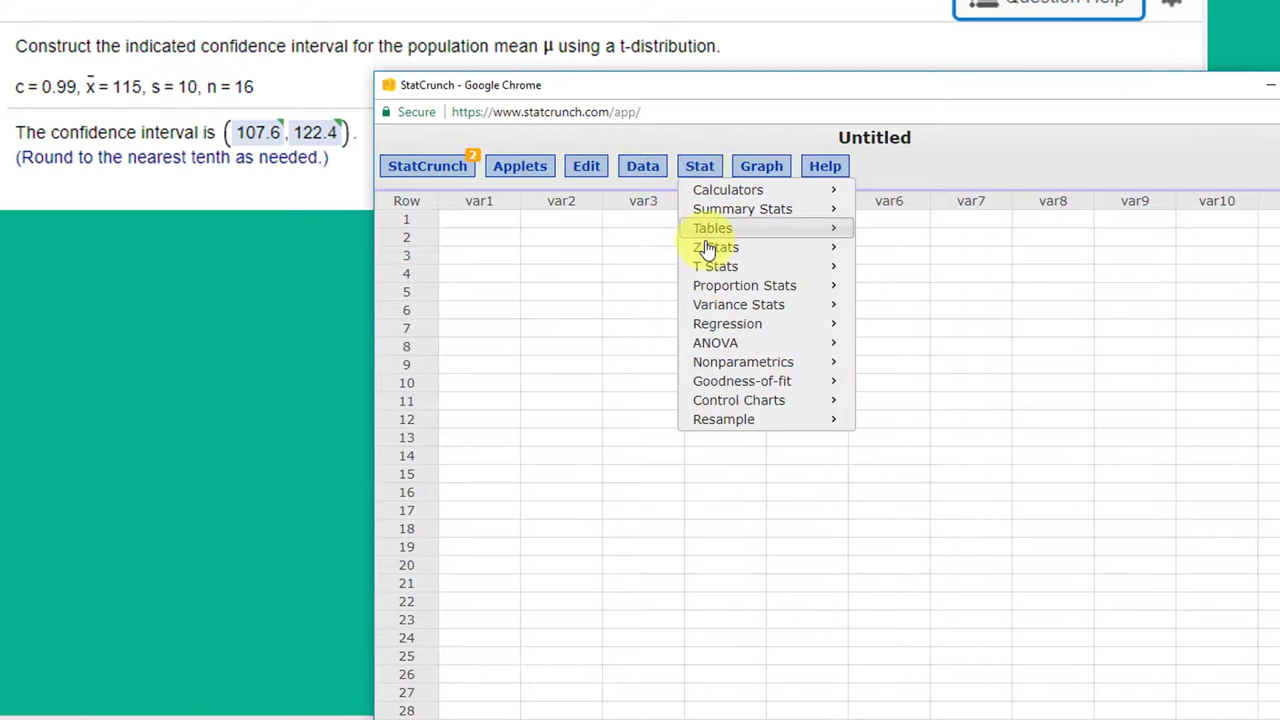 Question Help
Construct the indicated confidence interval for the population mean μ using a t-distribution.
c = 0.99, x̄ = 115, s = 10, n = 16
The confidence interval is (107.6, 122.4).
(Round to the nearest tenth as needed.)
StatCrunch - Google Chrome
Secure | https://www.statcrunch.com/app/
Untitled
StatCrunch 2 Applets Edit Data Stat Graph Help
Row var1 var2 var3 var6 var7 var8 var9 var10
Calculators
Summary Stats
Tables
Z Stats
T Stats
Proportion Stats
Variance Stats
Regression
ANOVA
Nonparametrics
Goodness-of-fit
Control Charts
Resample
1
2
3
4
5
6
7
8
9
10
11
12
13
14
15
16
17
18
19
20
21
22
23
24
25
26
27
28